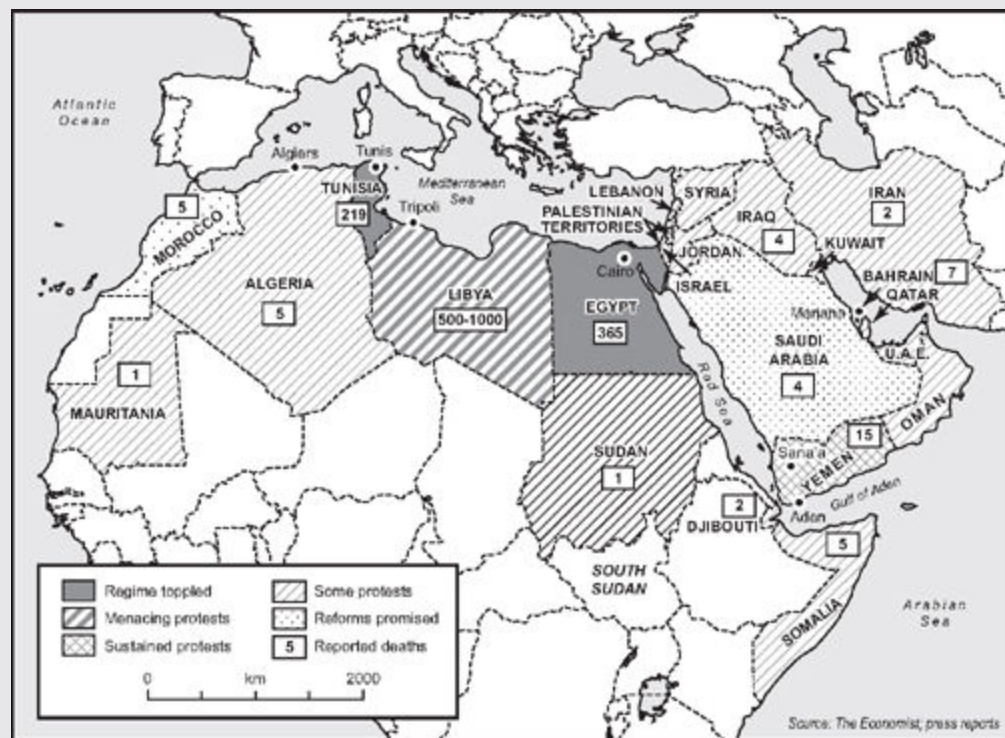 Atlantic
Ocean
Algiers
Tunis
Mediterranean
Sea
TUNISIA
219
Tripoli
5
MOROCCO
ALGERIA
5
LIBYA
500-1000
1
MAURITANIA
LEBANON
PALESTINIAN
TERRITORIES
SYRIA
JORDAN
ISRAEL
Cairo
EGYPT
365
IRAQ
4
IRAN
2
KUWAIT
7
BAHRAIN
QATAR
Manama
U.A.E.
SAUDI
ARABIA
4
OMAN
Red Sea
15
Sana'a
YEMEN
Aden
Gulf of Aden
SUDAN
1
2
DJIBOUTI
5
SOMALIA
SOUTH
SUDAN
Arabian
Sea
Regime toppled
Menacing protests
Sustained protests
Some protests
Reforms promised
5 Reported deaths
0 km 2000
Source: The Economist; press reports